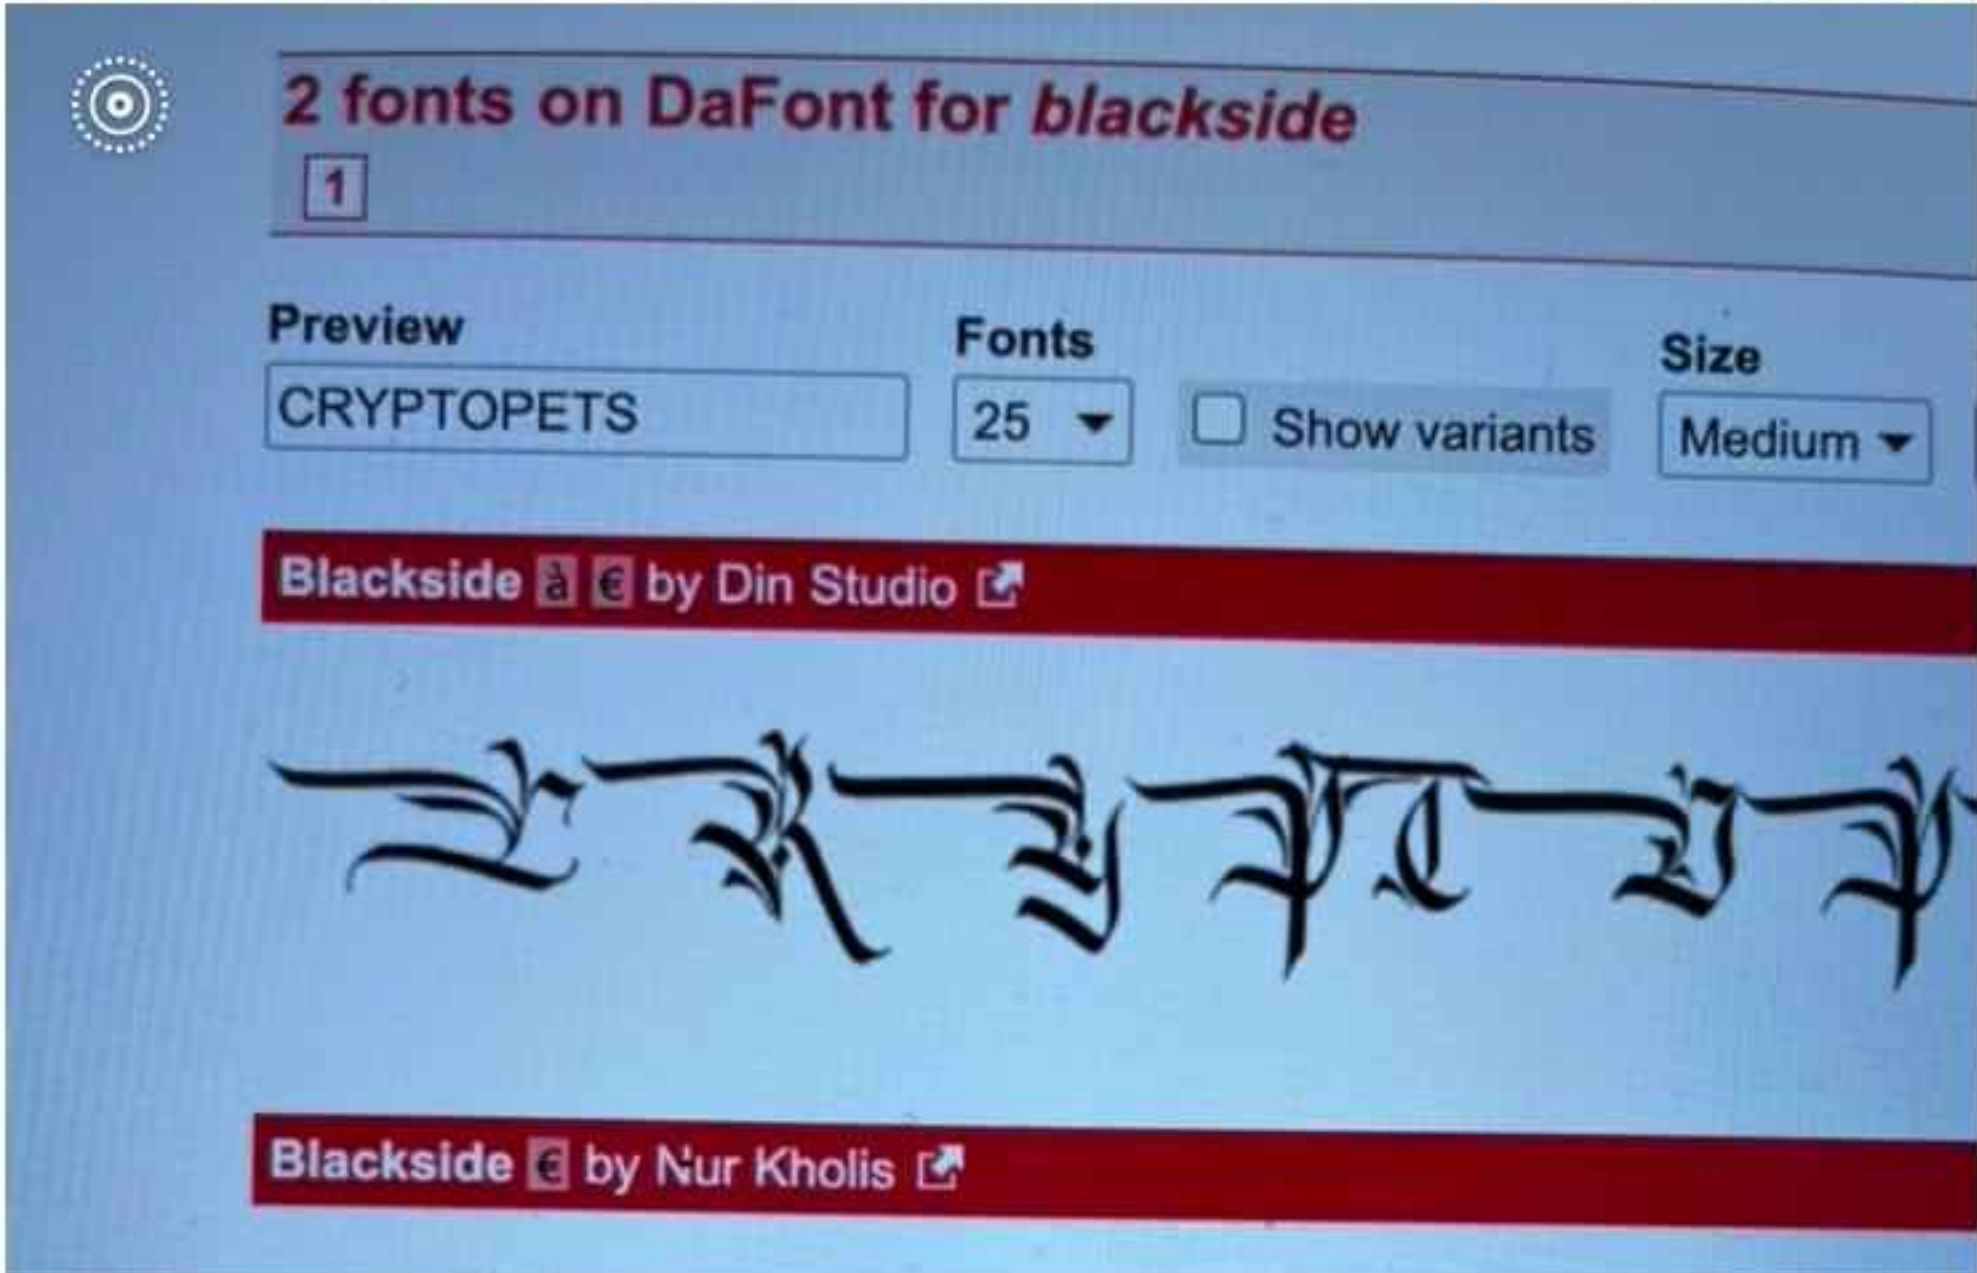 2 fonts on DaFont for blackside
1
Preview Fonts Size
CRYPTOPETS 25 Show variants Medium
Blackside à € by Din Studio
CRYPTOP
Blackside € by Nur Kholis